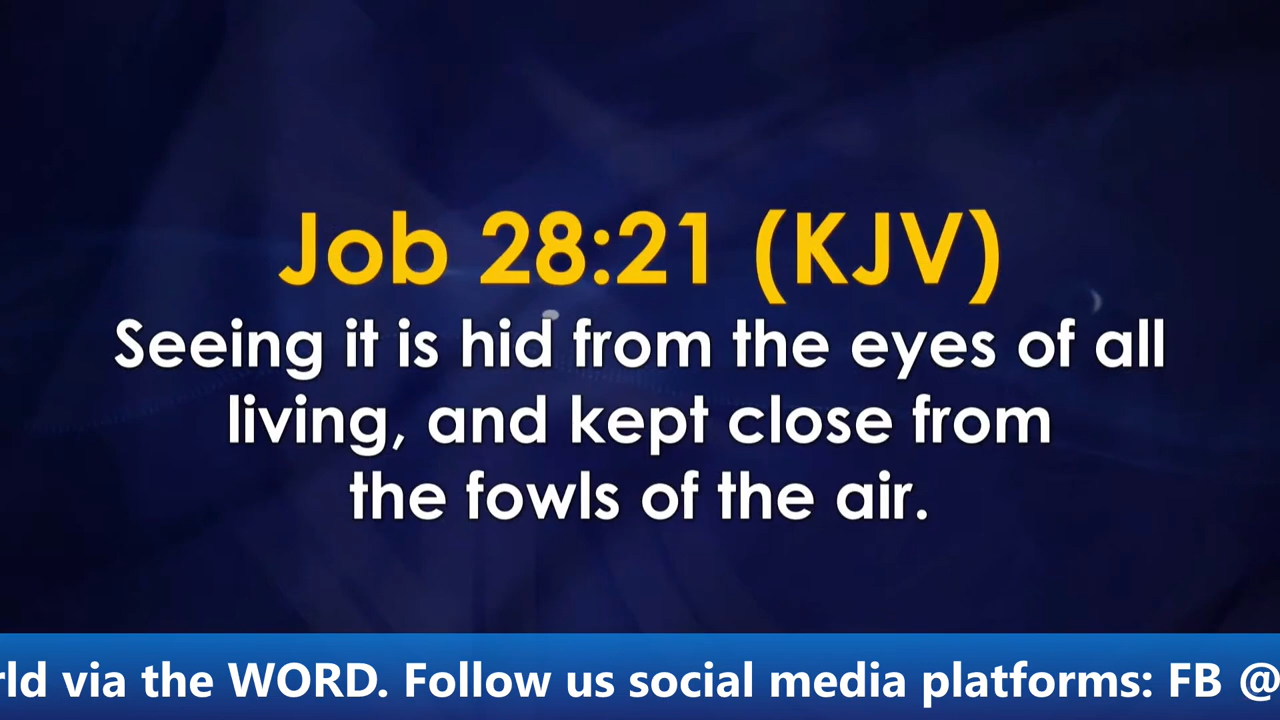 Job 28:21 (KJV)
Seeing it is hid from the eyes of all
living, and kept close from
the fowls of the air.
via the WORD. Follow us social media platforms: FB @